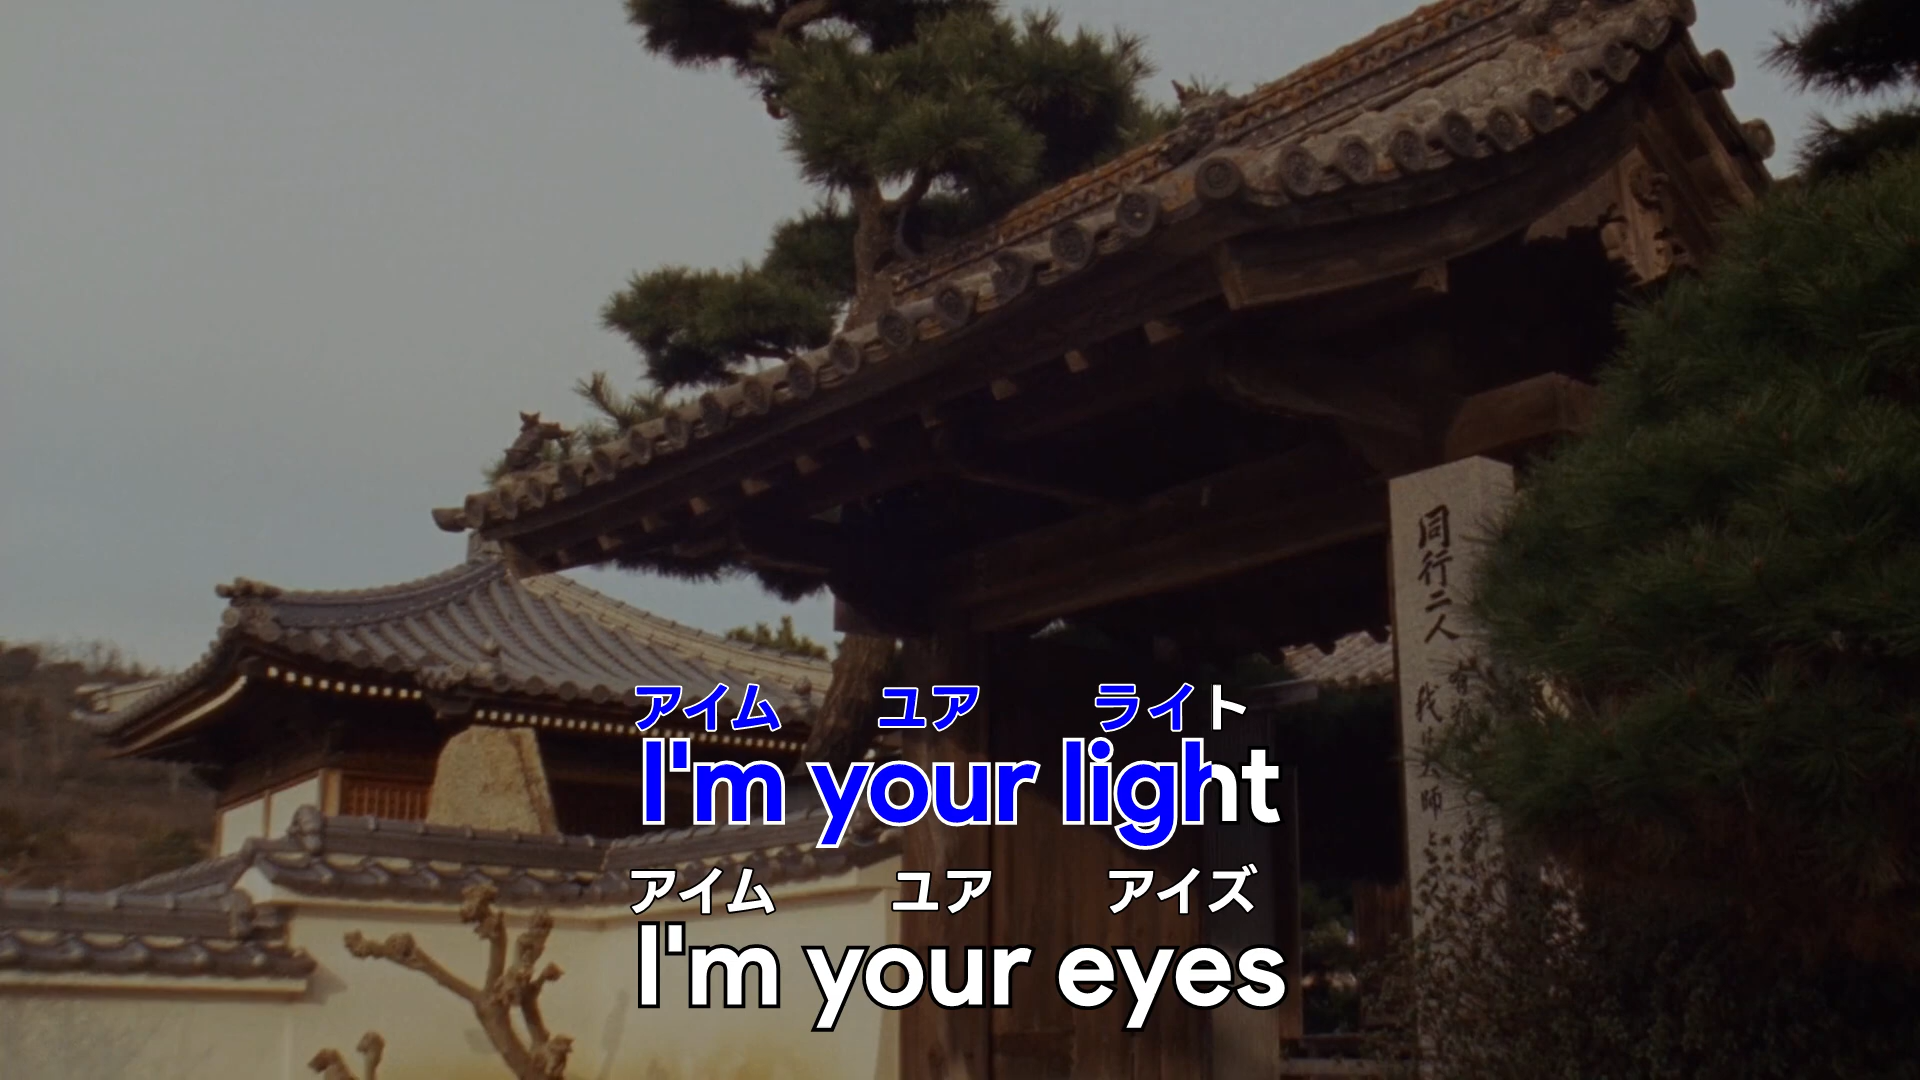 アイム ユア ライト
I'm your light
アイム ユア アイズ
I'm your eyes
同行二人